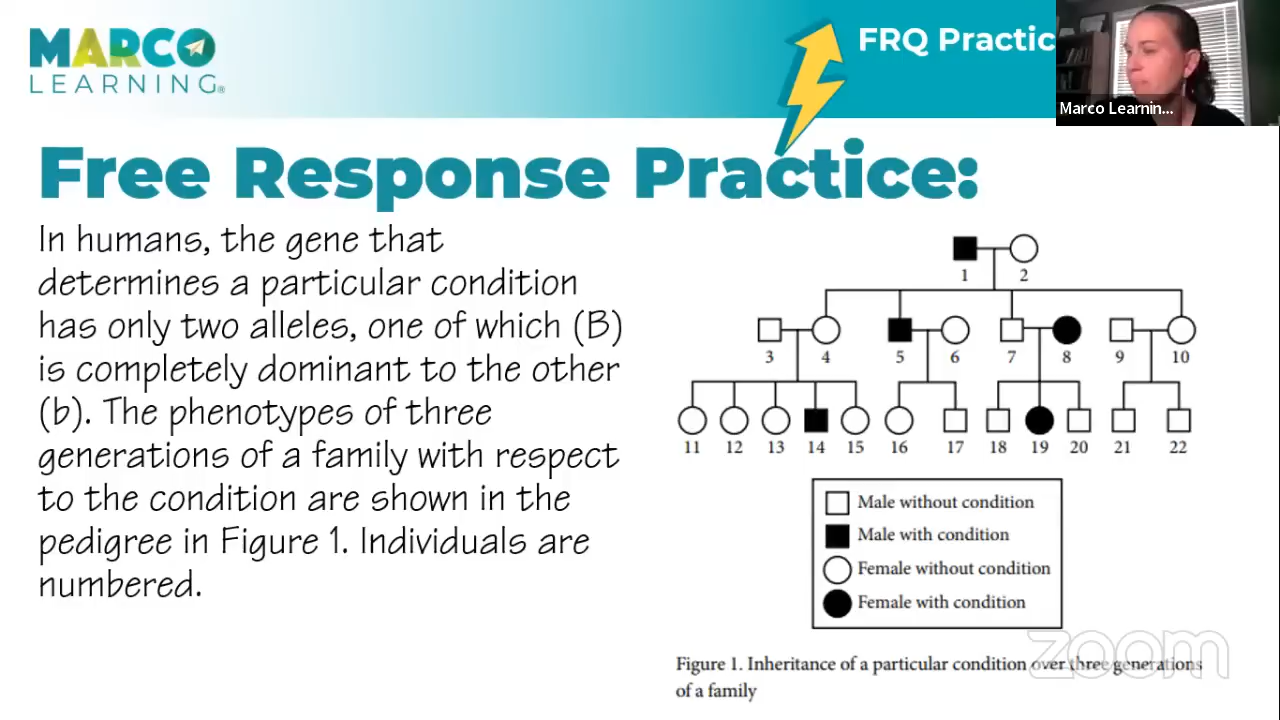 MARCO
LEARNING®
FRQ Practic
Marco Learnin...
Free Response Practice:
In humans, the gene that
determines a particular condition
has only two alleles, one of which (B)
is completely dominant to the other
(b). The phenotypes of three
generations of a family with respect
to the condition are shown in the
pedigree in Figure 1. Individuals are
numbered.
1 2
3 4 5 6 7 8 9 10
11 12 13 14 15 16 17 18 19 20 21 22
Male without condition
Male with condition
Female without condition
Female with condition
Figure 1. Inheritance of a particular condition over three generations
of a family
zoom